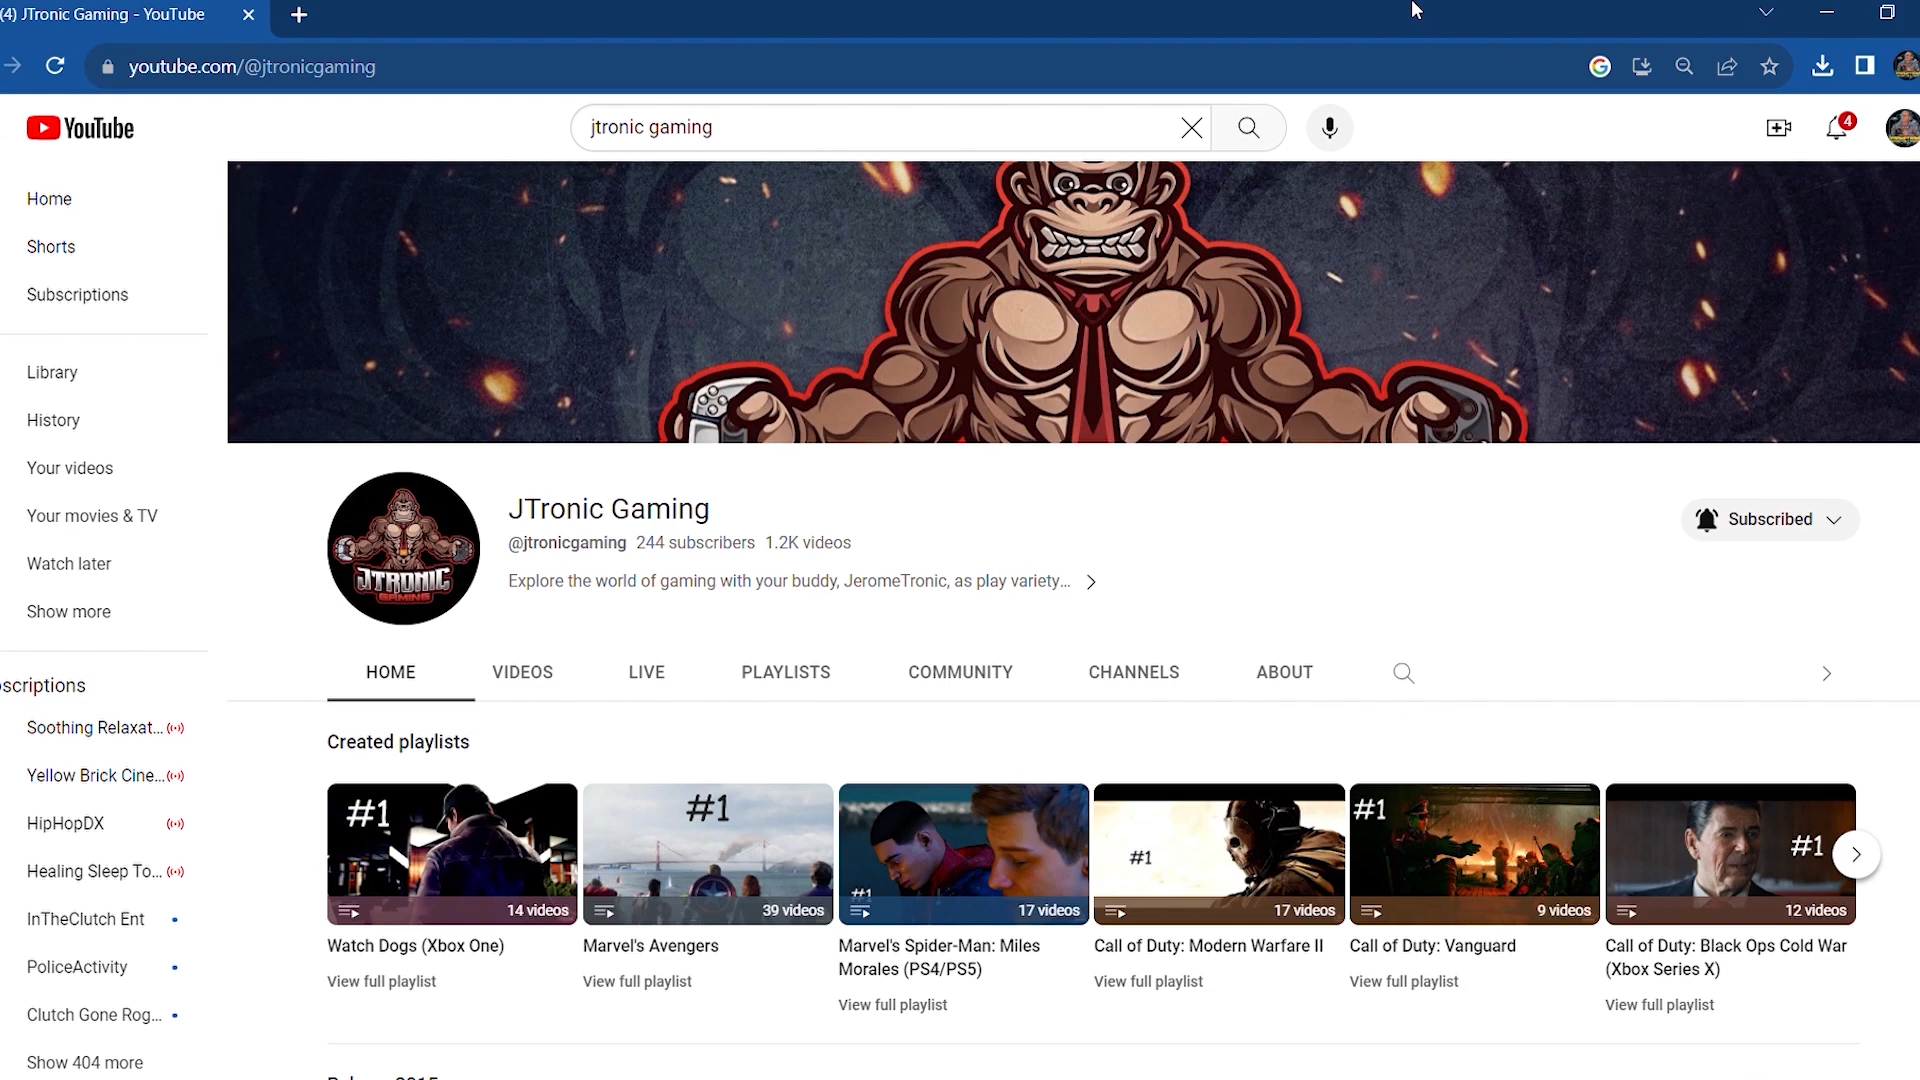 (4) JTronic Gaming - YouTube
youtube.com/@jtronicgaming
YouTube
jtronic gaming
4
Home
Shorts
Subscriptions
Library
History
Your videos
Your movies & TV
Watch later
Show more
scriptions
Soothing Relaxat...
Yellow Brick Cine...
HipHopDX
Healing Sleep To...
InTheClutch Ent
PoliceActivity
Clutch Gone Rog...
Show 404 more
JTRONIC
GAMING
JTronic Gaming
@jtronicgaming 244 subscribers 1.2K videos
Explore the world of gaming with your buddy, JeromeTronic, as play variety...
Subscribed
HOME VIDEOS LIVE PLAYLISTS COMMUNITY CHANNELS ABOUT
Created playlists
#1
14 videos
Watch Dogs (Xbox One)
View full playlist
#1
39 videos
Marvel's Avengers
View full playlist
#1
17 videos
Marvel's Spider-Man: Miles
Morales (PS4/PS5)
View full playlist
#1
17 videos
Call of Duty: Modern Warfare II
View full playlist
#1
9 videos
Call of Duty: Vanguard
View full playlist
#1
12 videos
Call of Duty: Black Ops Cold War
(Xbox Series X)
View full playlist